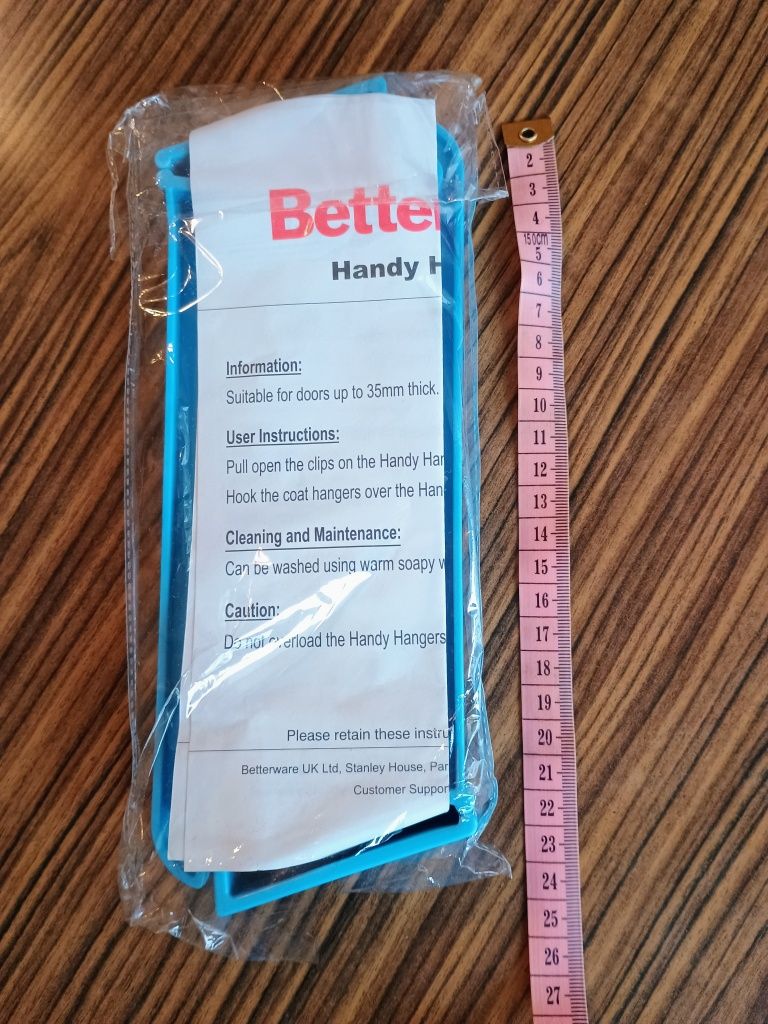 Bette
Handy H
Information:
Suitable for doors up to 35mm thick.
User Instructions:
Pull open the clips on the Handy Han
Hook the coat hangers over the Han
Cleaning and Maintenance:
Can be washed using warm soapy w
Caution:
Do not overload the Handy Hangers
Please retain these instru
Betterware UK Ltd, Stanley House, Par
Customer Suppor
2
3
4
150cm
5
6
7
8
9
10
11
12
13
14
15
16
17
18
19
20
21
22
23
24
25
26
27